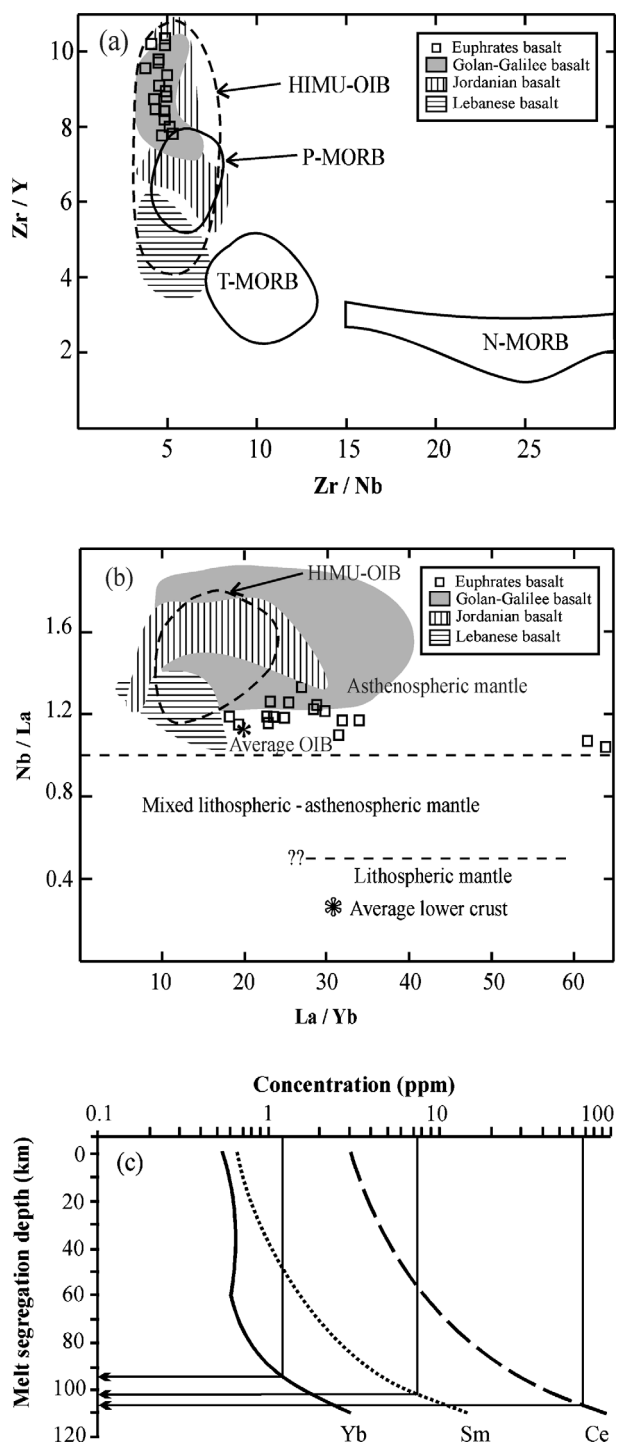 (a)
Euphrates basalt
Golan-Galilee basalt
Jordanian basalt
Lebanese basalt
HIMU-OIB
P-MORB
T-MORB
N-MORB
Zr / Y
10
8
6
4
2
5
10
15
20
25
Zr / Nb
(b)
HIMU-OIB
Euphrates basalt
Golan-Galilee basalt
Jordanian basalt
Lebanese basalt
Asthenospheric mantle
Average OIB
Mixed lithospheric - asthenospheric mantle
??
Lithospheric mantle
Average lower crust
Nb / La
1.6
1.2
0.8
0.4
10
20
30
40
50
60
La / Yb
Concentration (ppm)
0.1
1
10
100
(c)
Melt segregation depth (km)
0
20
40
60
80
100
120
Yb
Sm
Ce